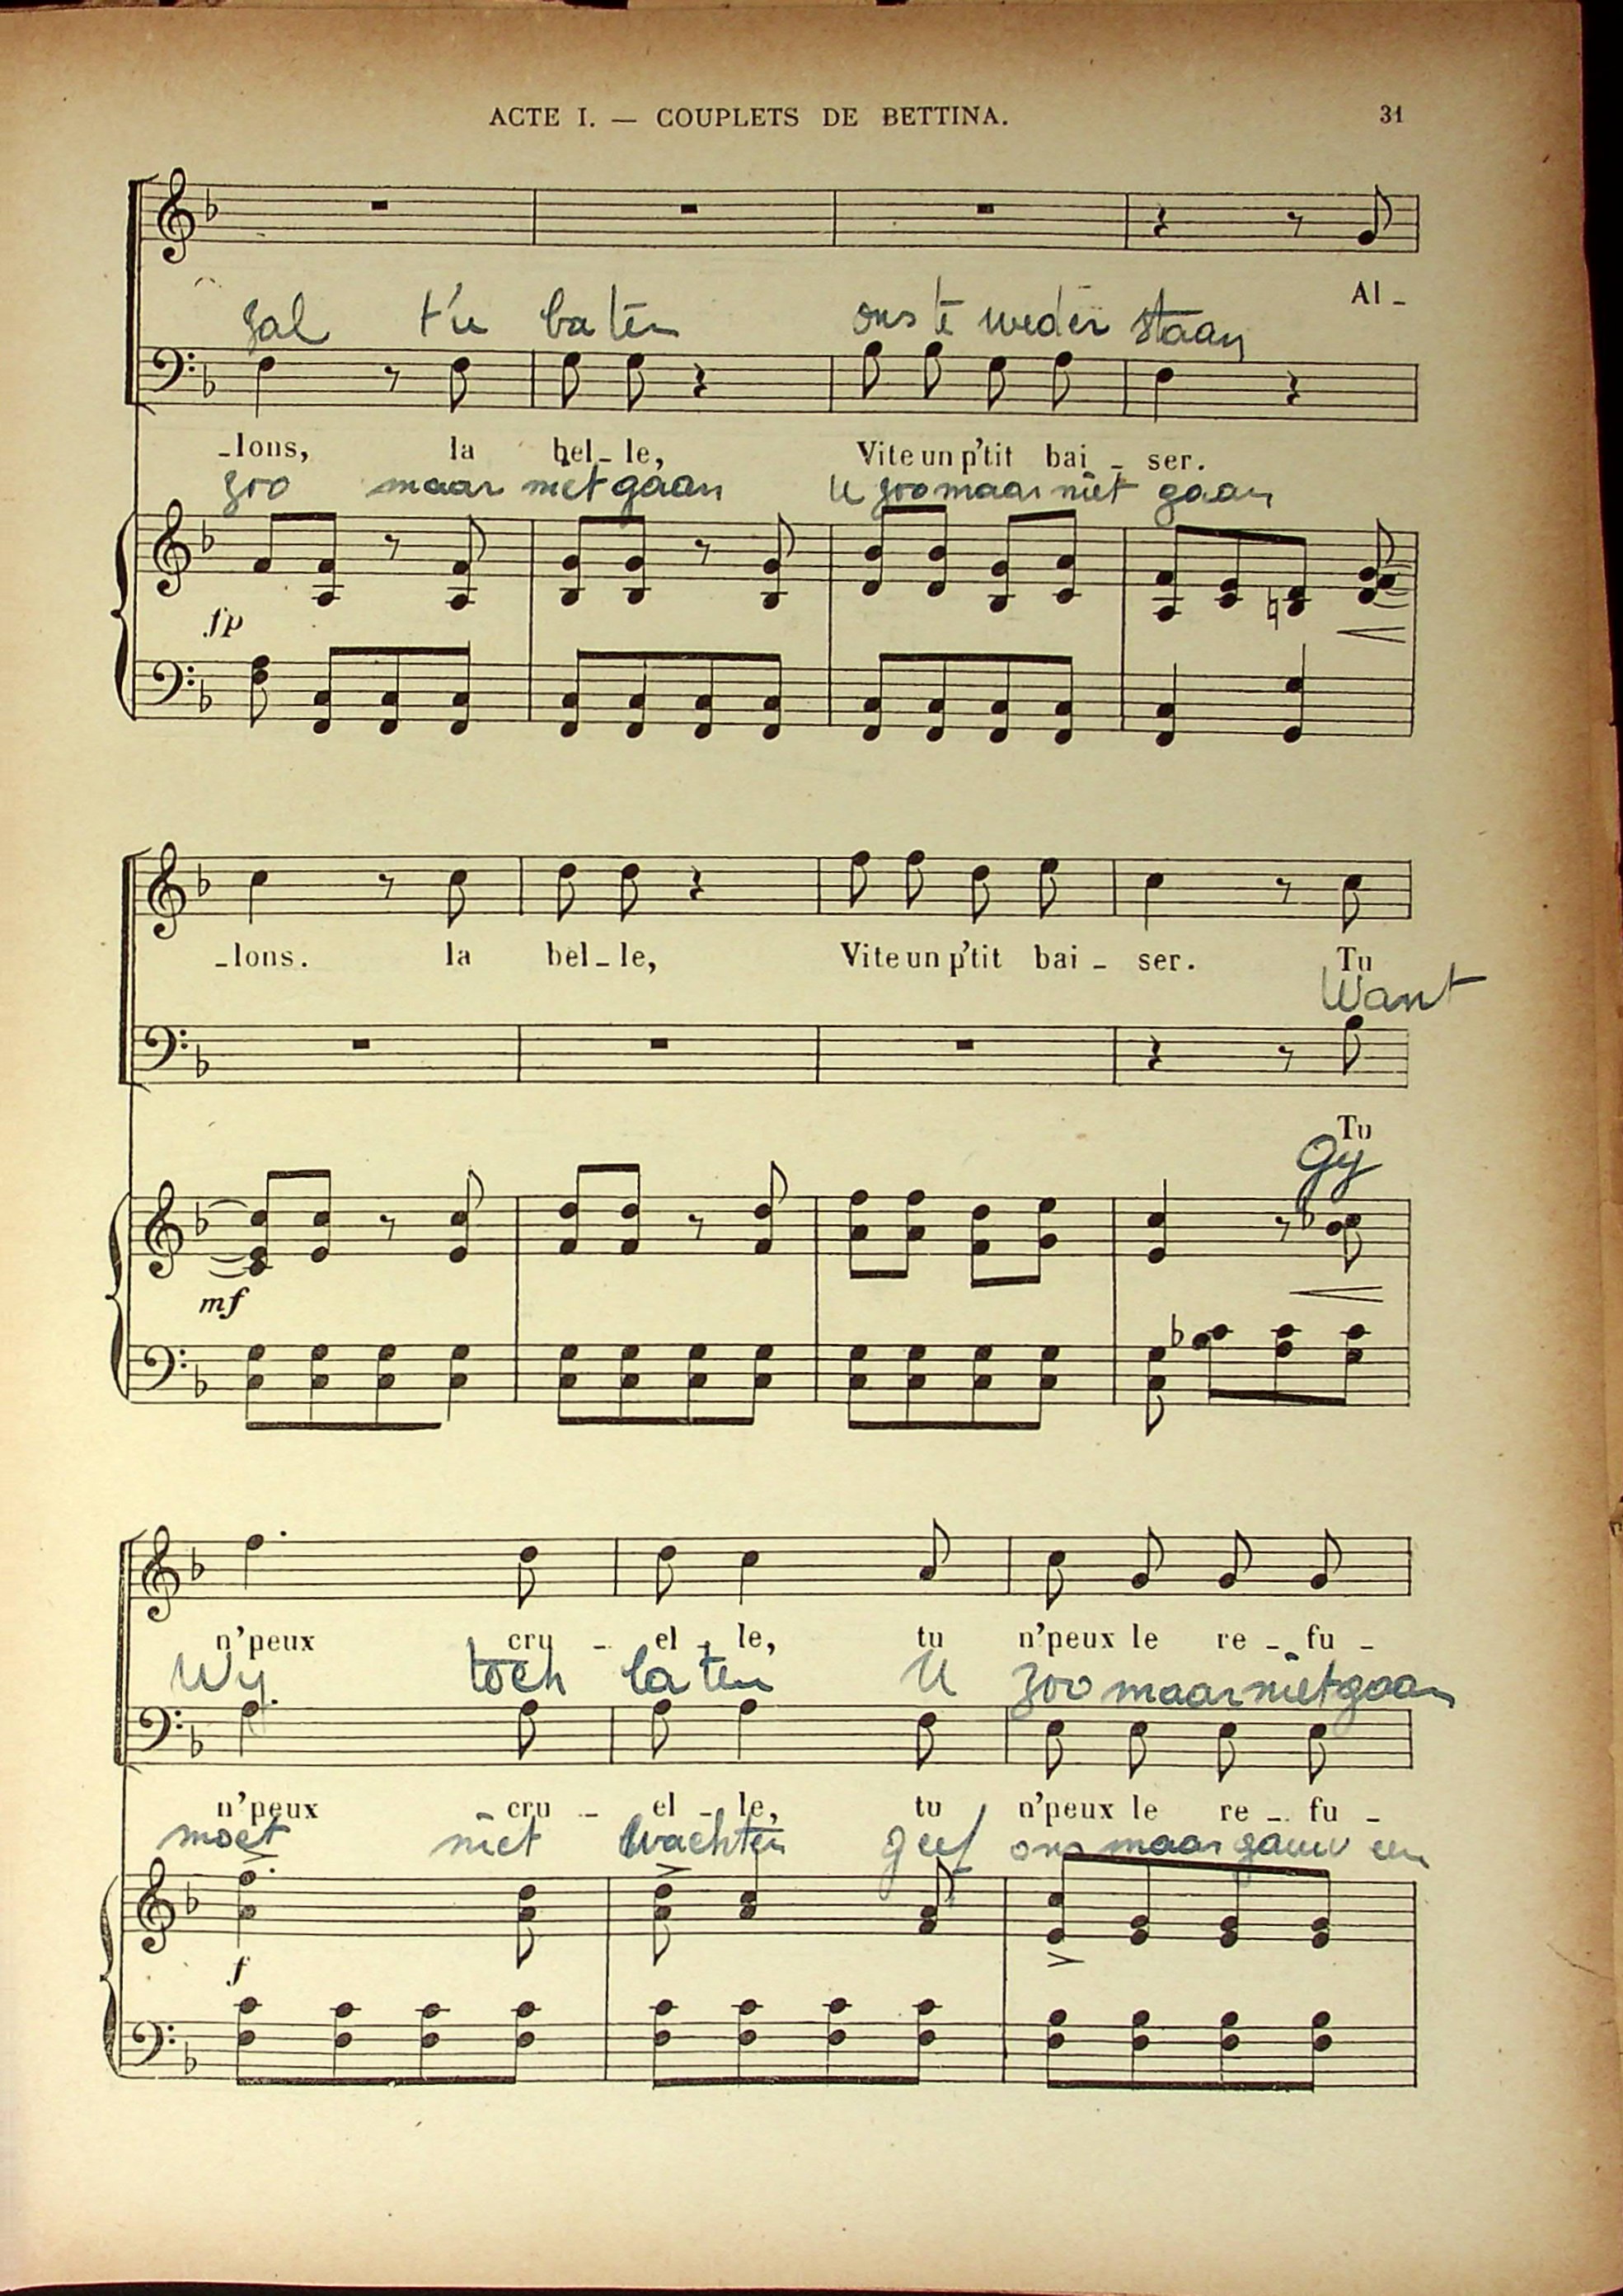 ACTE I. — COUPLETS DE BETTINA. 31
Al -
zal t'u baten ons te weder staan
-lons, la bel - le, Vite un p'tit bai - ser.
zoo maar niet gaan U zoo maar niet gaan
fp
-lons. la bel - le, Vite un p'tit bai - ser. Tu
Want
Tu
Gy
mf
n'peux cru - el - le, tu n'peux le re - fu -
Wy toch laten U zoo maar niet gaan
n'peux cru - el - le, tu n'peux le re - fu -
moet niet wachten geef ons maar gauw een
f